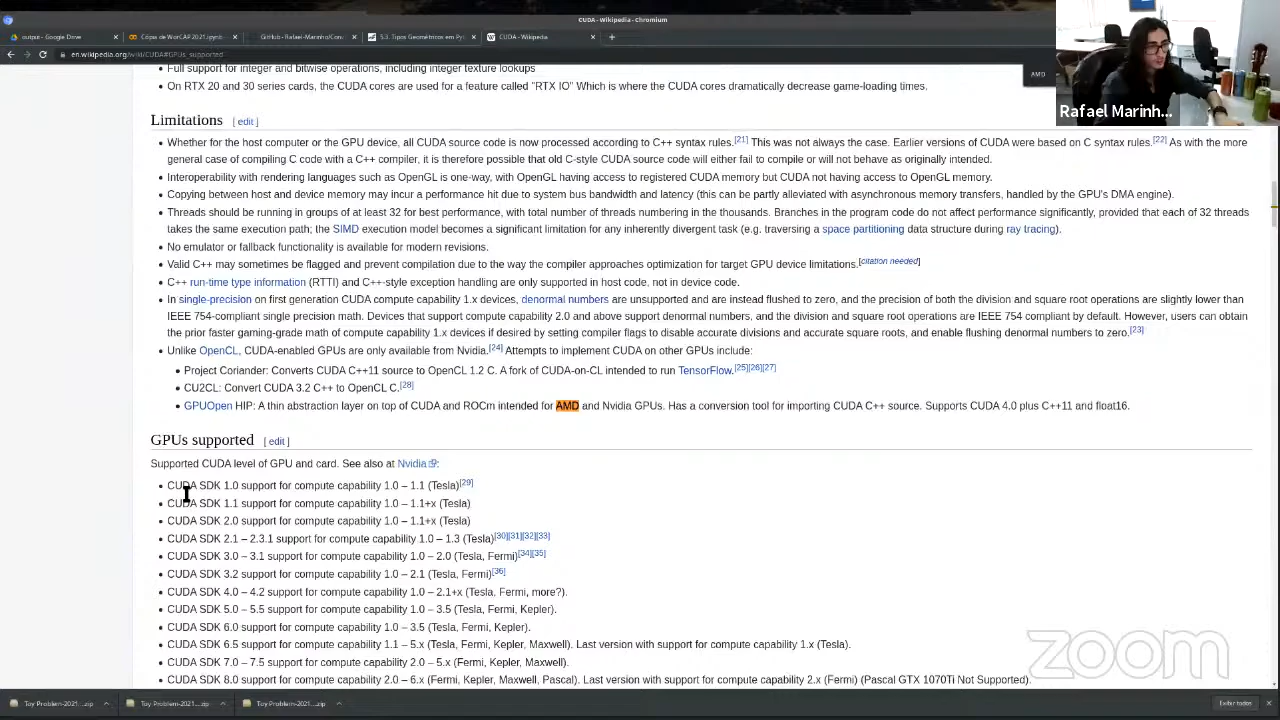 CUDA - Wikipedia - Chromium
output - Google Drive
Cópia de WorCAP 2021.ipynb
GitHub - Rafael-Marinho/Con
5.3. Tipos Geométricos em Py
CUDA - Wikipedia
en.wikipedia.org/wiki/CUDA#GPUs_supported
AMD
Rafael Marinh...
• Full support for integer and bitwise operations, including integer texture lookups
• On RTX 20 and 30 series cards, the CUDA cores are used for a feature called "RTX IO" Which is where the CUDA cores dramatically decrease game-loading times.
Limitations [ edit ]
• Whether for the host computer or the GPU device, all CUDA source code is now processed according to C++ syntax rules.[21] This was not always the case. Earlier versions of CUDA were based on C syntax rules.[22] As with the more
general case of compiling C code with a C++ compiler, it is therefore possible that old C-style CUDA source code will either fail to compile or will not behave as originally intended.
• Interoperability with rendering languages such as OpenGL is one-way, with OpenGL having access to registered CUDA memory but CUDA not having access to OpenGL memory.
• Copying between host and device memory may incur a performance hit due to system bus bandwidth and latency (this can be partly alleviated with asynchronous memory transfers, handled by the GPU's DMA engine).
• Threads should be running in groups of at least 32 for best performance, with total number of threads numbering in the thousands. Branches in the program code do not affect performance significantly, provided that each of 32 threads
takes the same execution path; the SIMD execution model becomes a significant limitation for any inherently divergent task (e.g. traversing a space partitioning data structure during ray tracing).
• No emulator or fallback functionality is available for modern revisions.
• Valid C++ may sometimes be flagged and prevent compilation due to the way the compiler approaches optimization for target GPU device limitations.[citation needed]
• C++ run-time type information (RTTI) and C++-style exception handling are only supported in host code, not in device code.
• In single-precision on first generation CUDA compute capability 1.x devices, denormal numbers are unsupported and are instead flushed to zero, and the precision of both the division and square root operations are slightly lower than
IEEE 754-compliant single precision math. Devices that support compute capability 2.0 and above support denormal numbers, and the division and square root operations are IEEE 754 compliant by default. However, users can obtain
the prior faster gaming-grade math of compute capability 1.x devices if desired by setting compiler flags to disable accurate divisions and accurate square roots, and enable flushing denormal numbers to zero.[23]
• Unlike OpenCL, CUDA-enabled GPUs are only available from Nvidia.[24] Attempts to implement CUDA on other GPUs include:
• Project Coriander: Converts CUDA C++11 source to OpenCL 1.2 C. A fork of CUDA-on-CL intended to run TensorFlow.[25][26][27]
• CU2CL: Convert CUDA 3.2 C++ to OpenCL C.[28]
• GPUOpen HIP: A thin abstraction layer on top of CUDA and ROCm intended for AMD and Nvidia GPUs. Has a conversion tool for importing CUDA C++ source. Supports CUDA 4.0 plus C++11 and float16.
GPUs supported [ edit ]
Supported CUDA level of GPU and card. See also at Nvidia:
• CUDA SDK 1.0 support for compute capability 1.0 – 1.1 (Tesla)[29]
• CUDA SDK 1.1 support for compute capability 1.0 – 1.1+x (Tesla)
• CUDA SDK 2.0 support for compute capability 1.0 – 1.1+x (Tesla)
• CUDA SDK 2.1 – 2.3.1 support for compute capability 1.0 – 1.3 (Tesla)[30][31][32][33]
• CUDA SDK 3.0 – 3.1 support for compute capability 1.0 – 2.0 (Tesla, Fermi)[34][35]
• CUDA SDK 3.2 support for compute capability 1.0 – 2.1 (Tesla, Fermi)[36]
• CUDA SDK 4.0 – 4.2 support for compute capability 1.0 – 2.1+x (Tesla, Fermi, more?).
• CUDA SDK 5.0 – 5.5 support for compute capability 1.0 – 3.5 (Tesla, Fermi, Kepler).
• CUDA SDK 6.0 support for compute capability 1.0 – 3.5 (Tesla, Fermi, Kepler).
• CUDA SDK 6.5 support for compute capability 1.1 – 5.x (Tesla, Fermi, Kepler, Maxwell). Last version with support for compute capability 1.x (Tesla).
• CUDA SDK 7.0 – 7.5 support for compute capability 2.0 – 5.x (Fermi, Kepler, Maxwell).
• CUDA SDK 8.0 support for compute capability 2.0 – 6.x (Fermi, Kepler, Maxwell, Pascal). Last version with support for compute capability 2.x (Fermi) (Pascal GTX 1070Ti Not Supported).
zoom
Toy Problem-2021....zip
Toy Problem-2021....zip
Toy Problem-2021....zip
Exibir todos